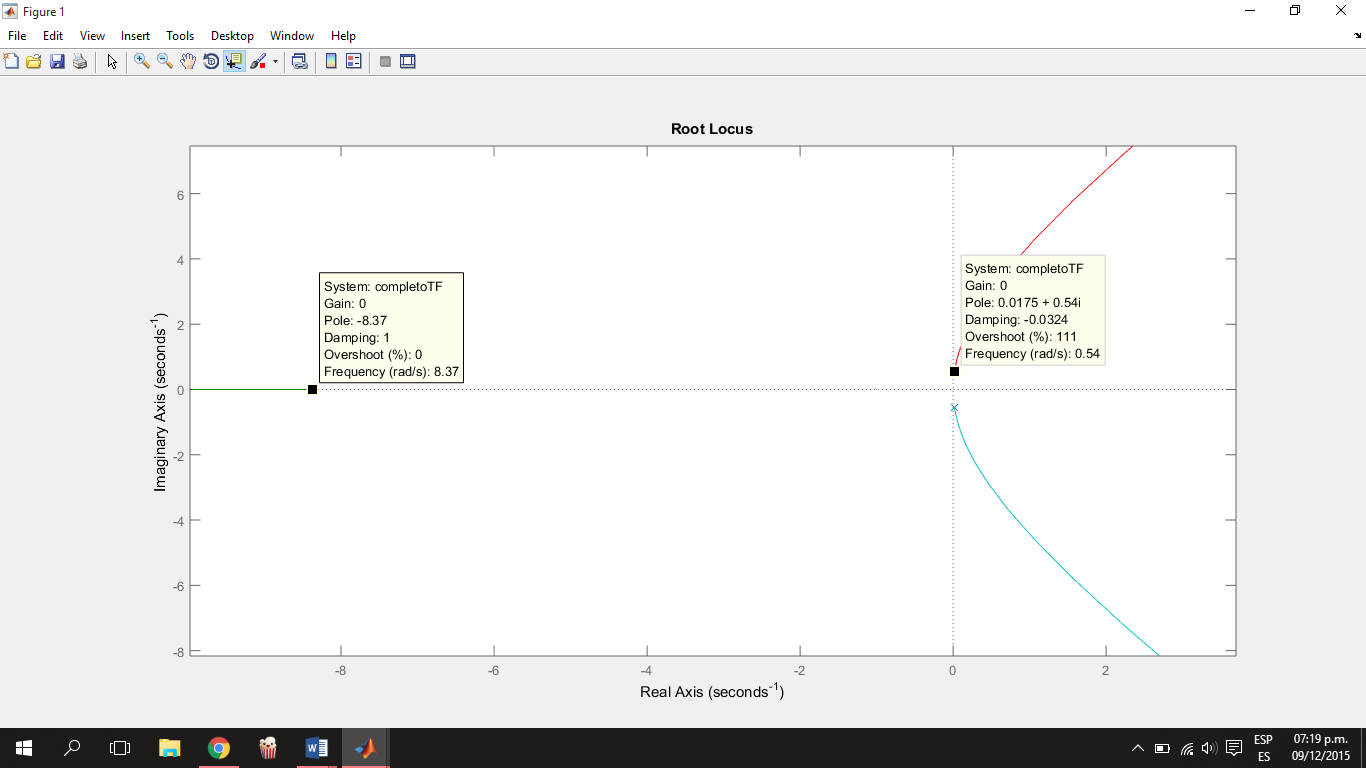 Figure 1
File Edit View Insert Tools Desktop Window Help
Root Locus
Imaginary Axis (seconds⁻¹)
6
4
2
0
-2
-4
-6
-8
System: completoTF
Gain: 0
Pole: -8.37
Damping: 1
Overshoot (%): 0
Frequency (rad/s): 8.37
System: completoTF
Gain: 0
Pole: 0.0175 + 0.54i
Damping: -0.0324
Overshoot (%): 111
Frequency (rad/s): 0.54
-8 -6 -4 -2 0 2
Real Axis (seconds⁻¹)
ESP
ES
07:19 p.m.
09/12/2015